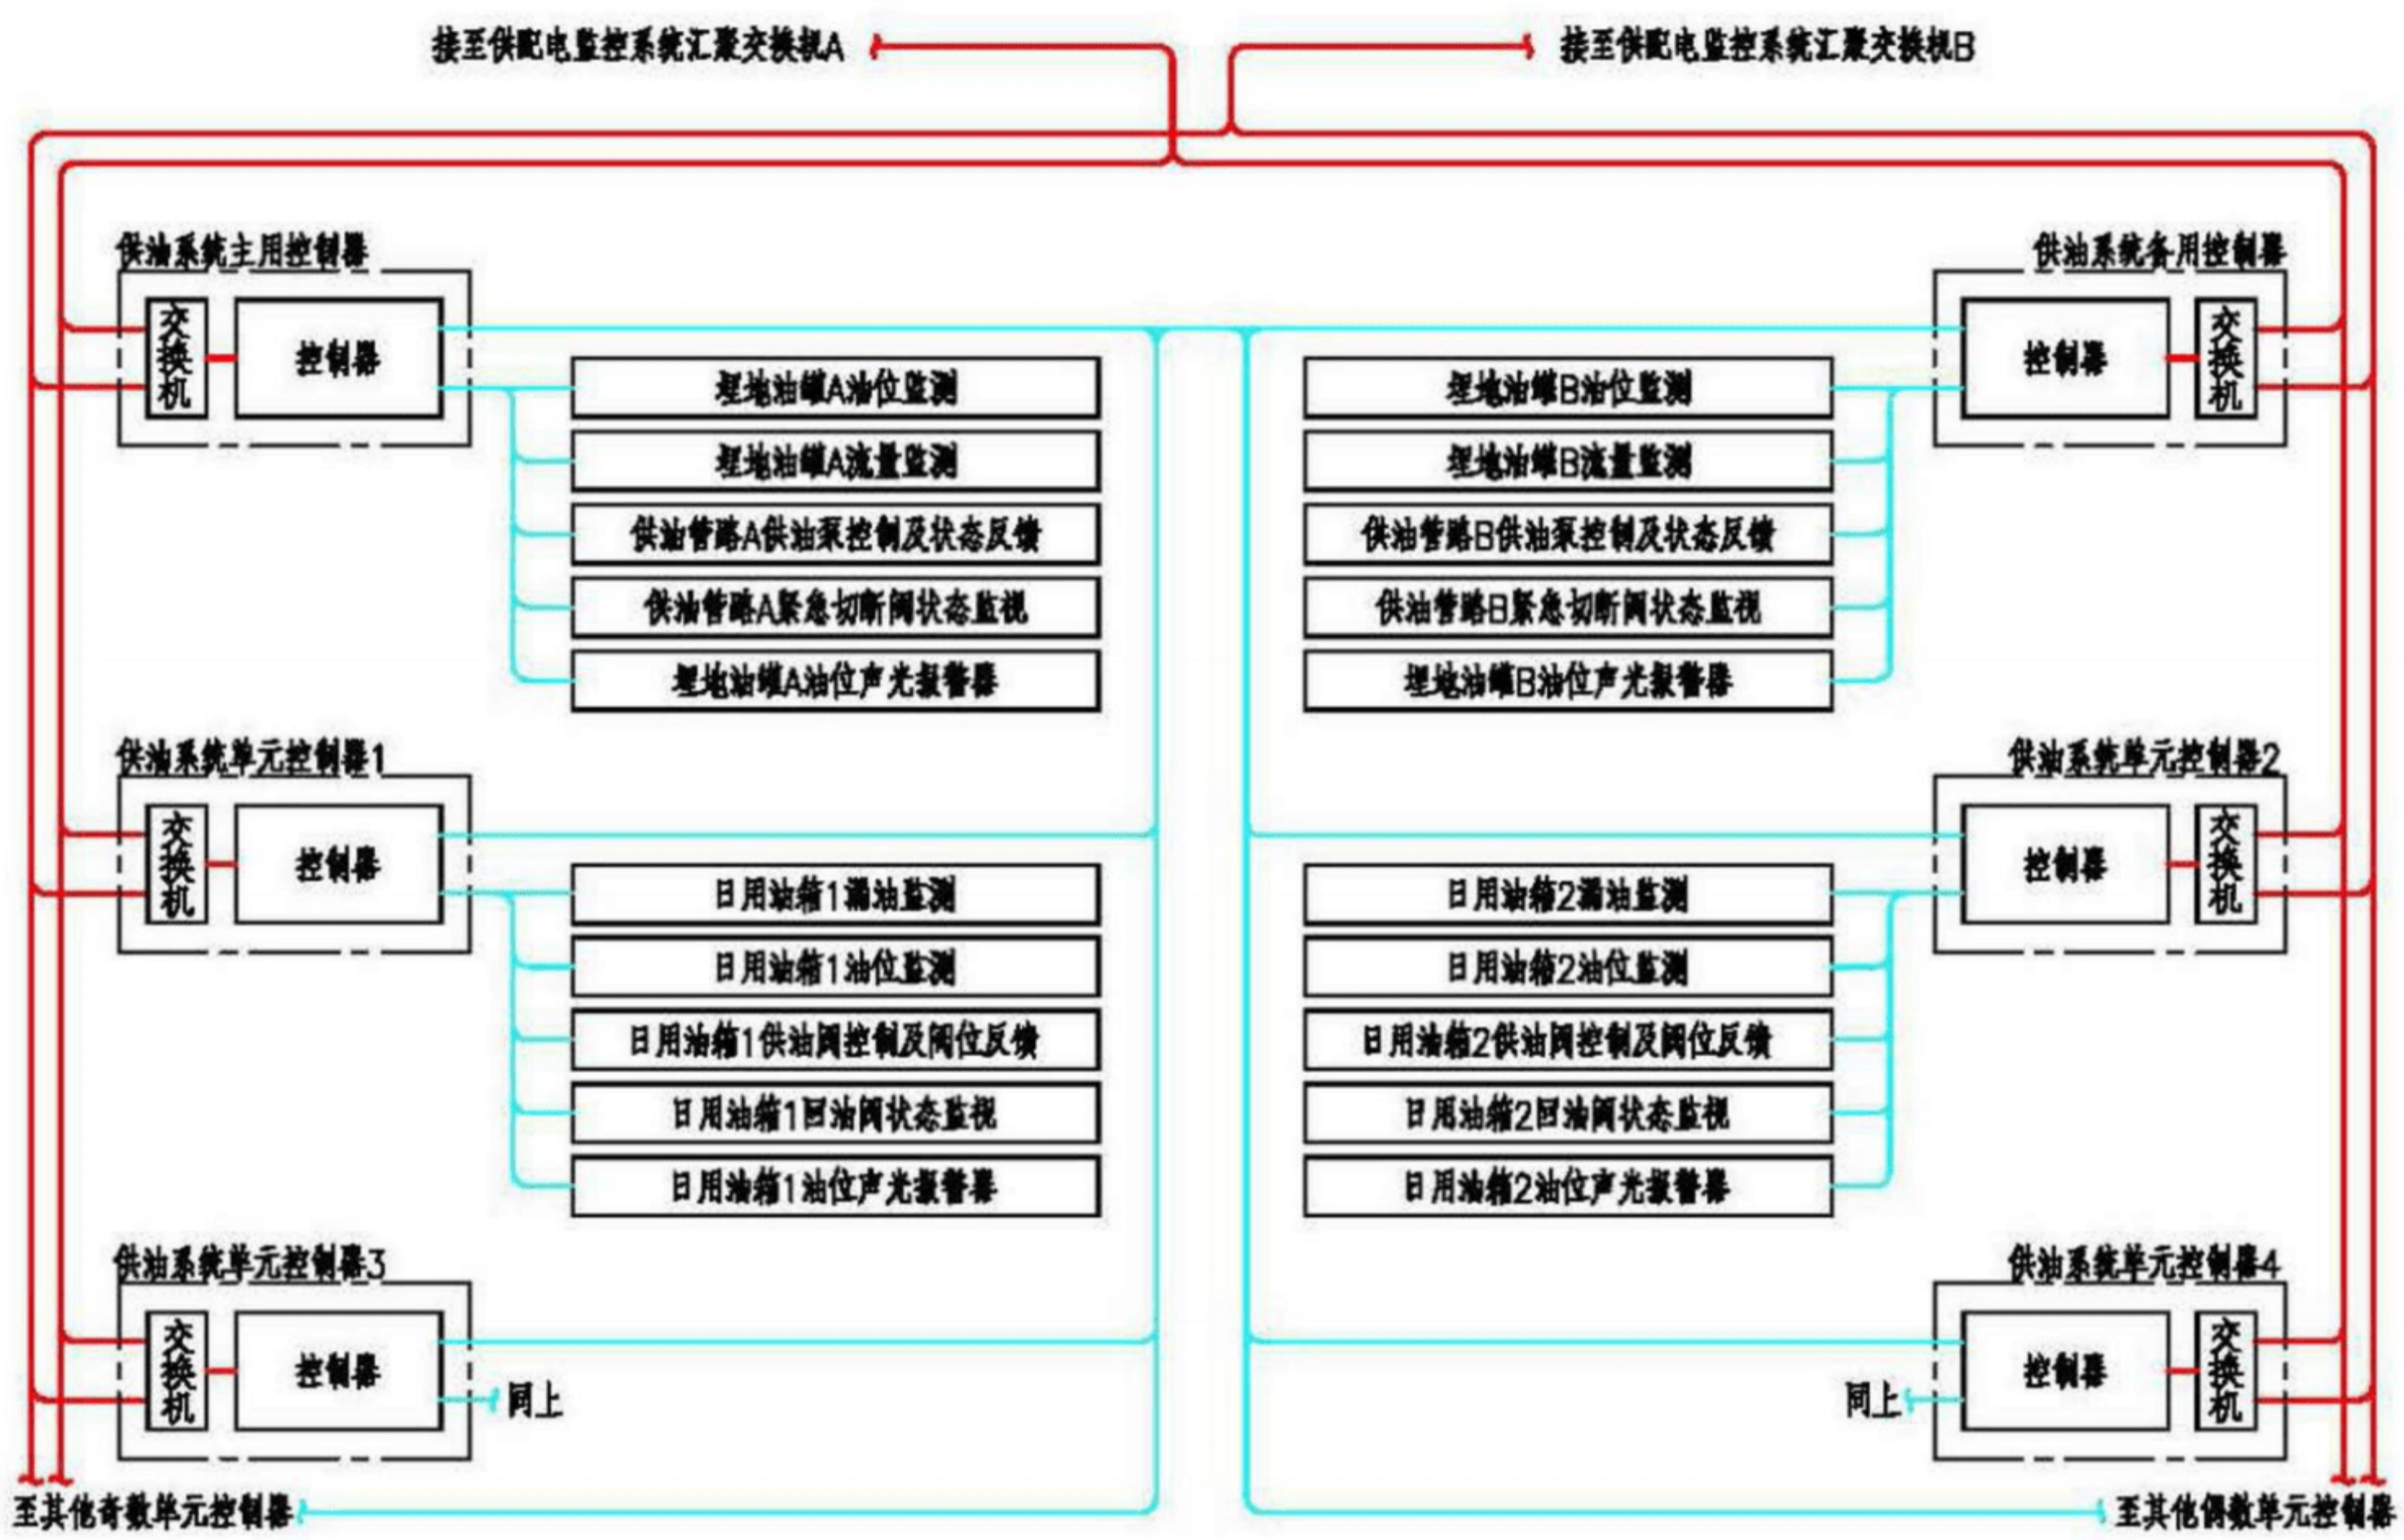 接至供配电监控系统汇聚交换机A
接至供配电监控系统汇聚交换机B
供油系统主用控制器
交换机
控制器
埋地油罐A油位监测
埋地油罐A流量监测
供油管路A供油泵控制及状态反馈
供油管路A紧急切断阀状态监视
埋地油罐A油位声光报警器
供油系统备用控制器
控制器
交换机
埋地油罐B油位监测
埋地油罐B流量监测
供油管路B供油泵控制及状态反馈
供油管路B紧急切断阀状态监视
埋地油罐B油位声光报警器
供油系统单元控制器1
交换机
控制器
日用油箱1漏油监测
日用油箱1油位监测
日用油箱1供油阀控制及阀位反馈
日用油箱1回油阀状态监视
日用油箱1油位声光报警器
供油系统单元控制器2
控制器
交换机
日用油箱2漏油监测
日用油箱2油位监测
日用油箱2供油阀控制及阀位反馈
日用油箱2回油阀状态监视
日用油箱2油位声光报警器
供油系统单元控制器3
交换机
控制器
同上
供油系统单元控制器4
控制器
交换机
同上
至其他奇数单元控制器
至其他偶数单元控制器